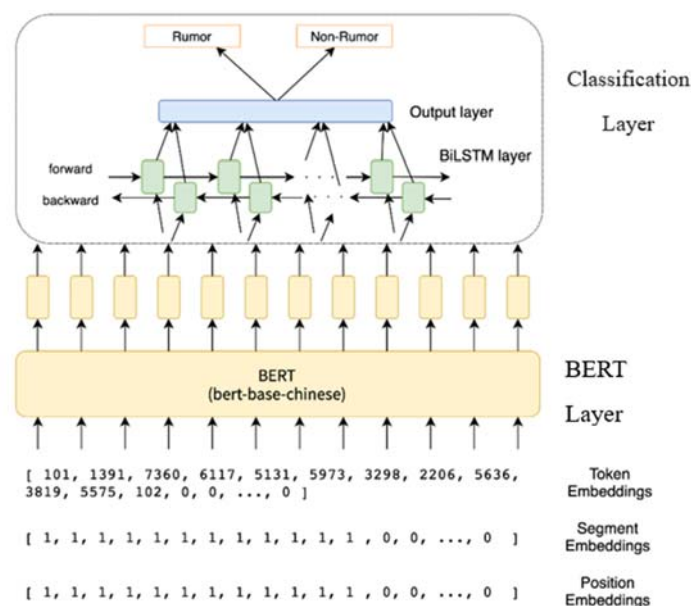 Rumor
Non-Rumor
Classification
Layer
Output layer
BiLSTM layer
forward
backward
BERT
(bert-base-chinese)
BERT
Layer
[ 101, 1391, 7360, 6117, 5131, 5973, 3298, 2206, 5636,
3819, 5575, 102, 0, 0, ..., 0 ]
Token
Embeddings
[ 1, 1, 1, 1, 1, 1, 1, 1, 1, 1, 1, 1, 0, 0, ..., 0 ]
Segment
Embeddings
[ 1, 1, 1, 1, 1, 1, 1, 1, 1, 1, 1, 1 , 0, 0, ..., 0 ]
Position
Embeddings